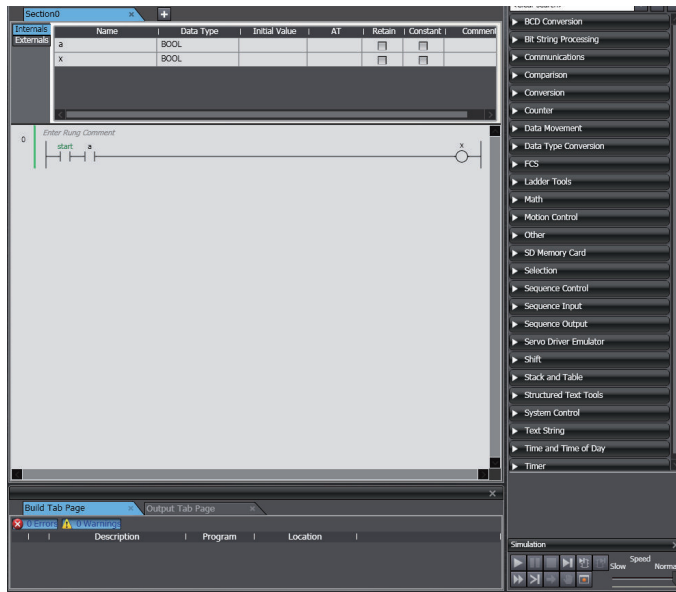 Section0 × +
Internals
Externals
Name Data Type Initial Value AT Retain Constant Comment
a BOOL
x BOOL
0
Enter Rung Comment
start a x
BCD Conversion
Bit String Processing
Communications
Comparison
Conversion
Counter
Data Movement
Data Type Conversion
FCS
Ladder Tools
Math
Motion Control
Other
SD Memory Card
Selection
Sequence Control
Sequence Input
Sequence Output
Servo Driver Emulator
Shift
Stack and Table
Structured Text Tools
System Control
Text String
Time and Time of Day
Timer
Build Tab Page × Output Tab Page ×
0 Errors 0 Warnings
Description Program Location
Simulation
Speed
Slow Norma